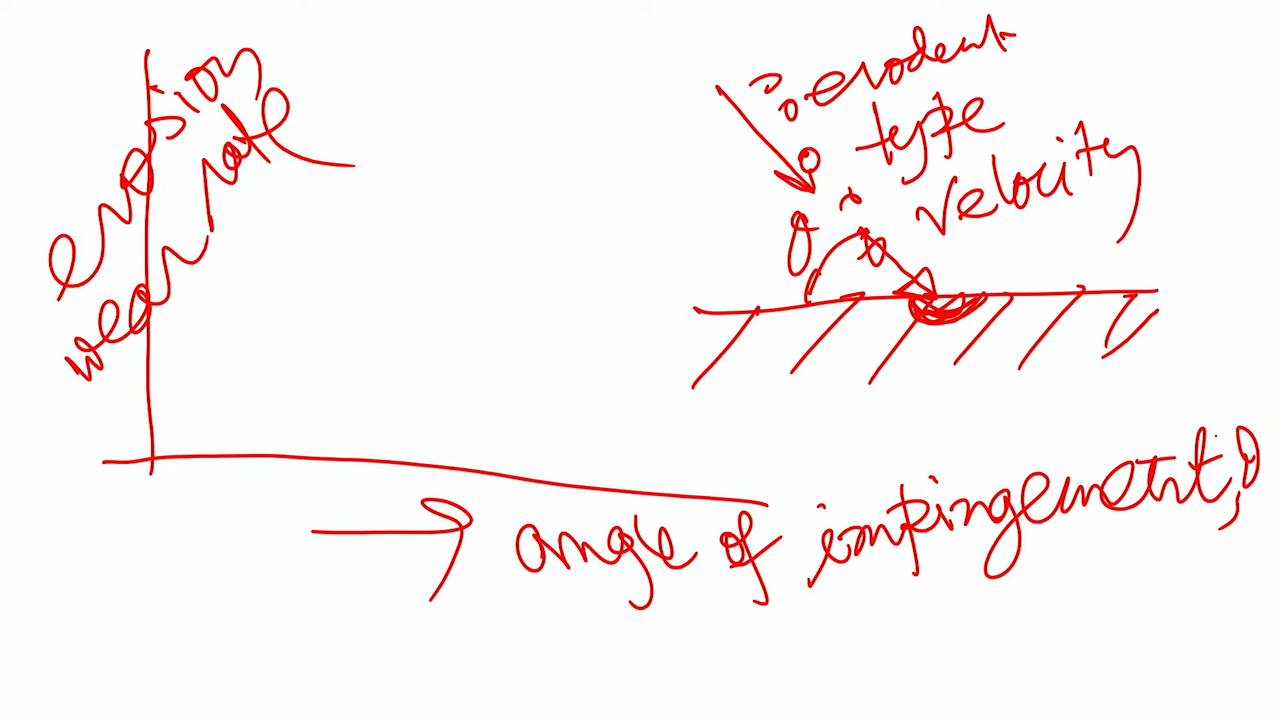 erosion
wear rate
erodent
type
velocity
θ
angle of impingement, θ